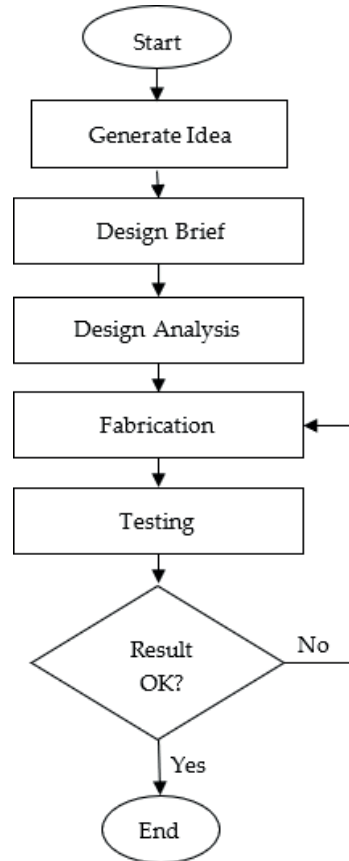 Start
Generate Idea
Design Brief
Design Analysis
Fabrication
Testing
Result
OK?
No
Yes
End